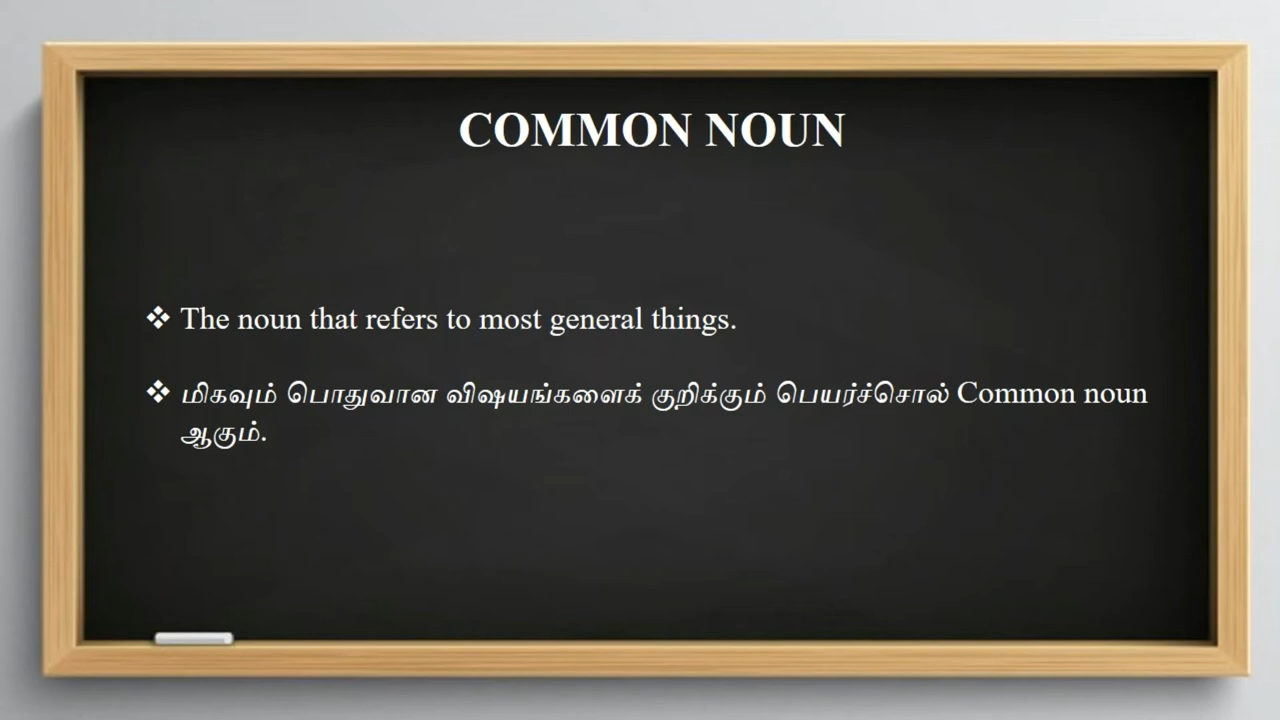 COMMON NOUN
❖ The noun that refers to most general things.
❖ மிகவும் பொதுவான விஷயங்களைக் குறிக்கும் பெயர்ச்சொல் Common noun
ஆகும்.